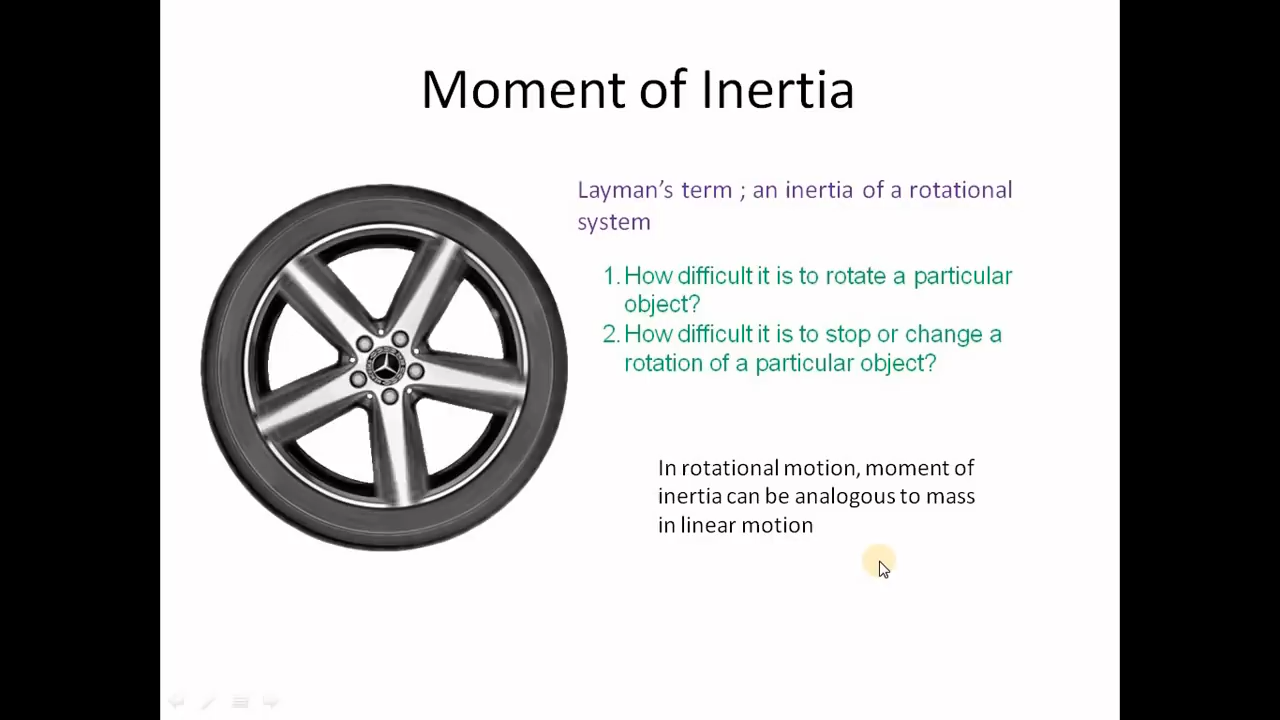 Moment of Inertia
Layman’s term ; an inertia of a rotational
system
1. How difficult it is to rotate a particular
object?
2. How difficult it is to stop or change a
rotation of a particular object?
In rotational motion, moment of
inertia can be analogous to mass
in linear motion